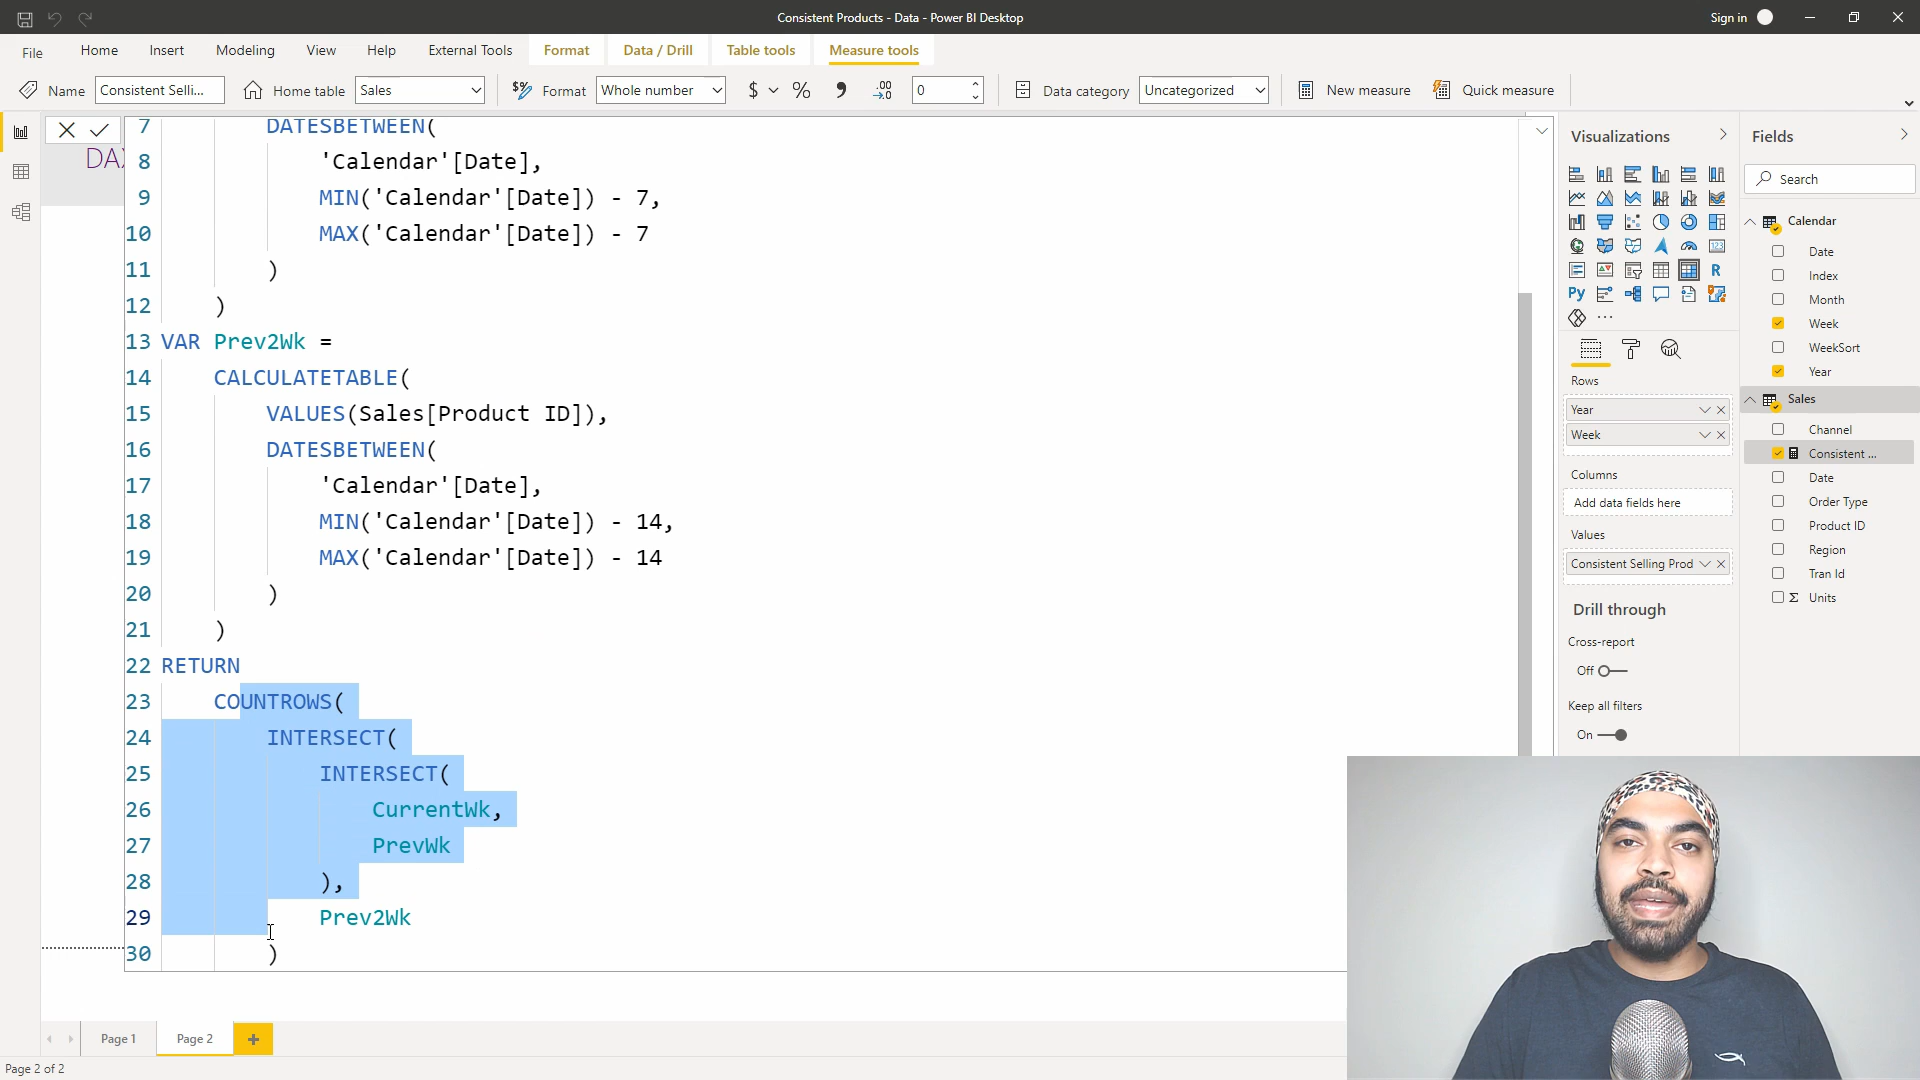 Consistent Products - Data - Power BI Desktop
Sign in
File Home Insert Modeling View Help External Tools Format Data / Drill Table tools Measure tools
Name Consistent Selli... Home table Sales Format Whole number $ % , .00 0 Data category Uncategorized New measure Quick measure
7 DATESBETWEEN(
8 'Calendar'[Date],
9 MIN('Calendar'[Date]) - 7,
10 MAX('Calendar'[Date]) - 7
11 )
12 )
13 VAR Prev2Wk =
14 CALCULATETABLE(
15 VALUES(Sales[Product ID]),
16 DATESBETWEEN(
17 'Calendar'[Date],
18 MIN('Calendar'[Date]) - 14,
19 MAX('Calendar'[Date]) - 14
20 )
21 )
22 RETURN
23 COUNTROWS(
24 INTERSECT(
25 INTERSECT(
26 CurrentWk,
27 PrevWk
28 ),
29 Prev2Wk
30 )
Visualizations
R
Py
123
Rows
Year
Week
Columns
Add data fields here
Values
Consistent Selling Prod
Drill through
Cross-report
Off
Keep all filters
On
Fields
Search
Calendar
Date
Index
Month
Week
WeekSort
Year
Sales
Channel
Consistent ...
Date
Order Type
Product ID
Region
Tran Id
Σ Units
Page 1 Page 2 +
Page 2 of 2